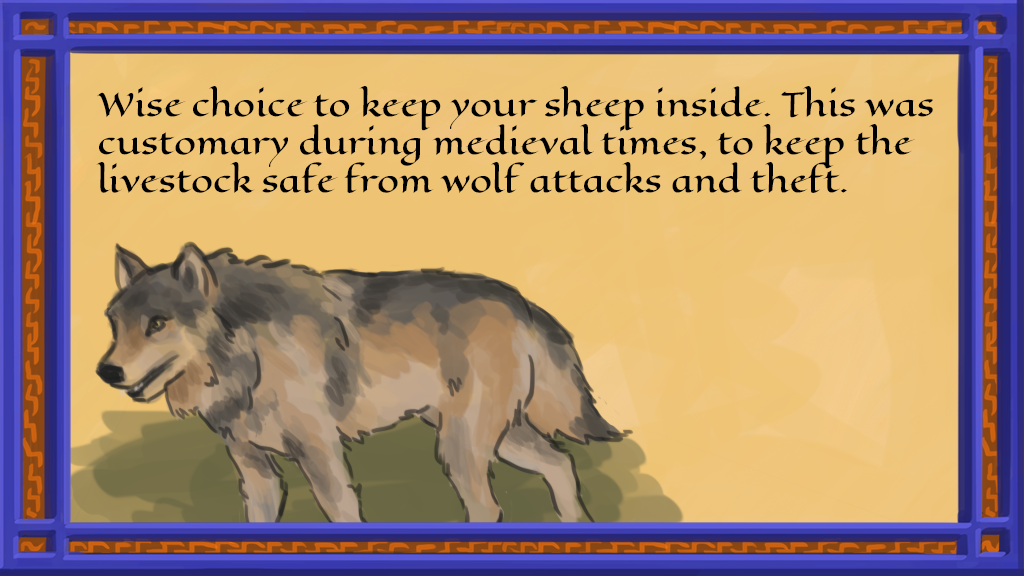 Wise choice to keep your sheep inside. This was
customary during medieval times, to keep the
livestock safe from wolf attacks and theft.